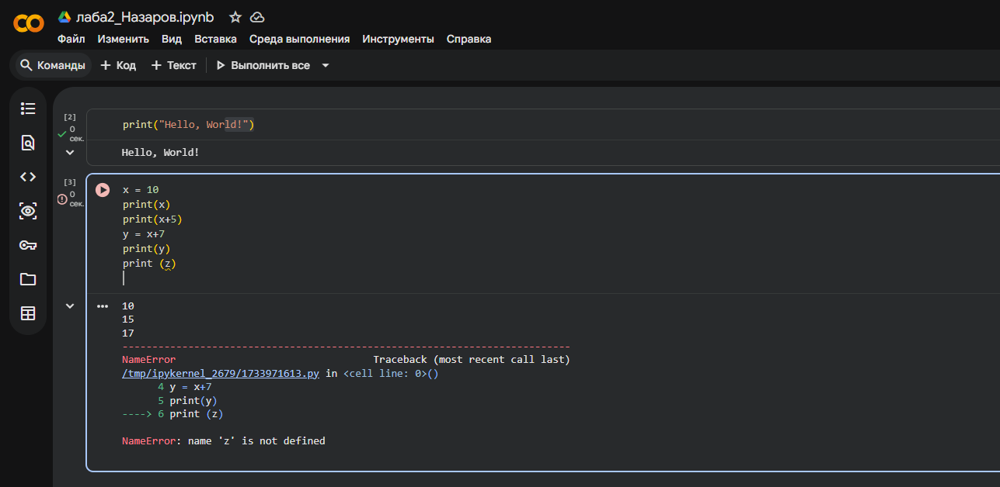 лаба2_Назаров.ipynb
Файл Изменить Вид Вставка Среда выполнения Инструменты Справка
Команды + Код + Текст Выполнить все
[2]
0
сек.
print("Hello, World!")
Hello, World!
[3]
0
сек.
x = 10
print(x)
print(x+5)
y = x+7
print(y)
print (z)
10
15
17
---------------------------------------------------------------------------
NameError                                 Traceback (most recent call last)
/tmp/ipykernel_2679/1733971613.py in <cell line: 0>()
      4 y = x+7
      5 print(y)
----> 6 print (z)
NameError: name 'z' is not defined